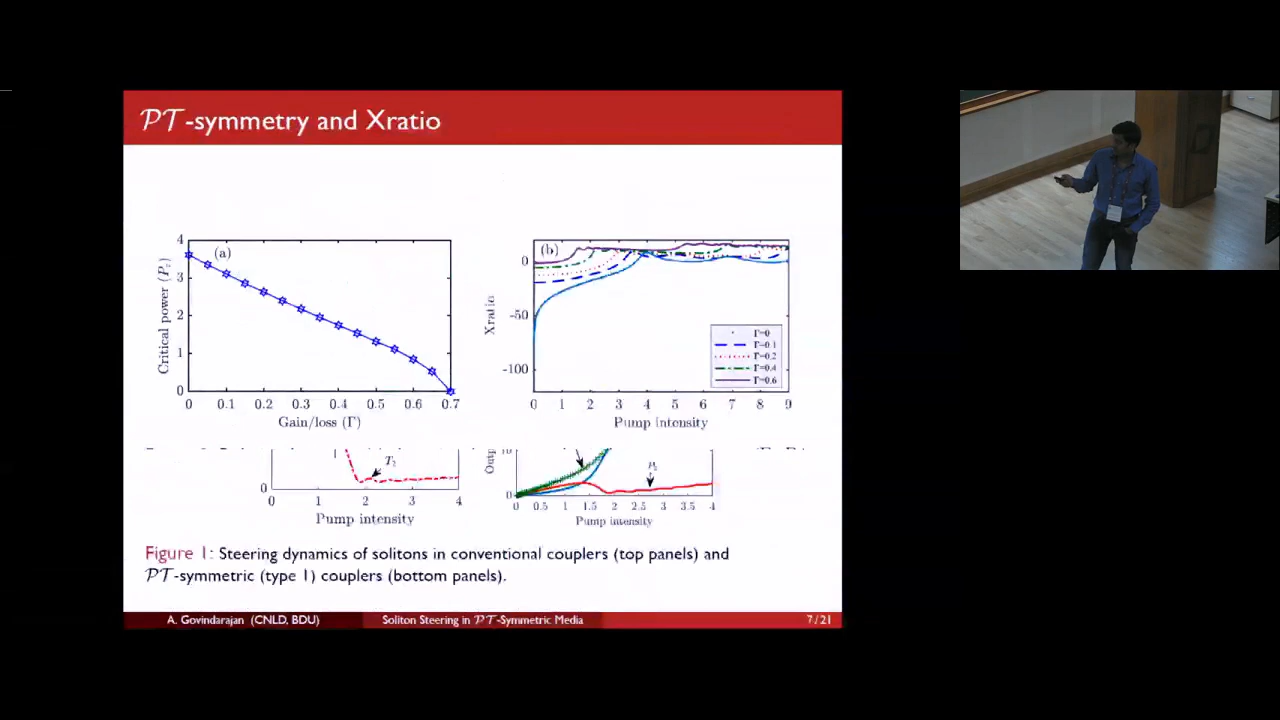 PT-symmetry and Xratio
4
3
2
1
0
(a)
Critical power (P
0 0.1 0.2 0.3 0.4 0.5 0.6 0.7
Gain/loss (Γ)
0
-50
-100
(b)
Xratio
Γ=0
Γ=0.1
Γ=0.2
Γ=0.4
Γ=0.6
0 1 2 3 4 5 6 7 8 9
Pump Intensity
0
T₂
0 1 2 3 4
Pump intensity
Outp
10
0
P₂
0 0.5 1 1.5 2 2.5 3 3.5 4
Pump intensity
Figure 1: Steering dynamics of solitons in conventional couplers (top panels) and
PT-symmetric (type 1) couplers (bottom panels).
A. Govindarajan (CNLD, BDU) Soliton Steering in PT-Symmetric Media 7/21